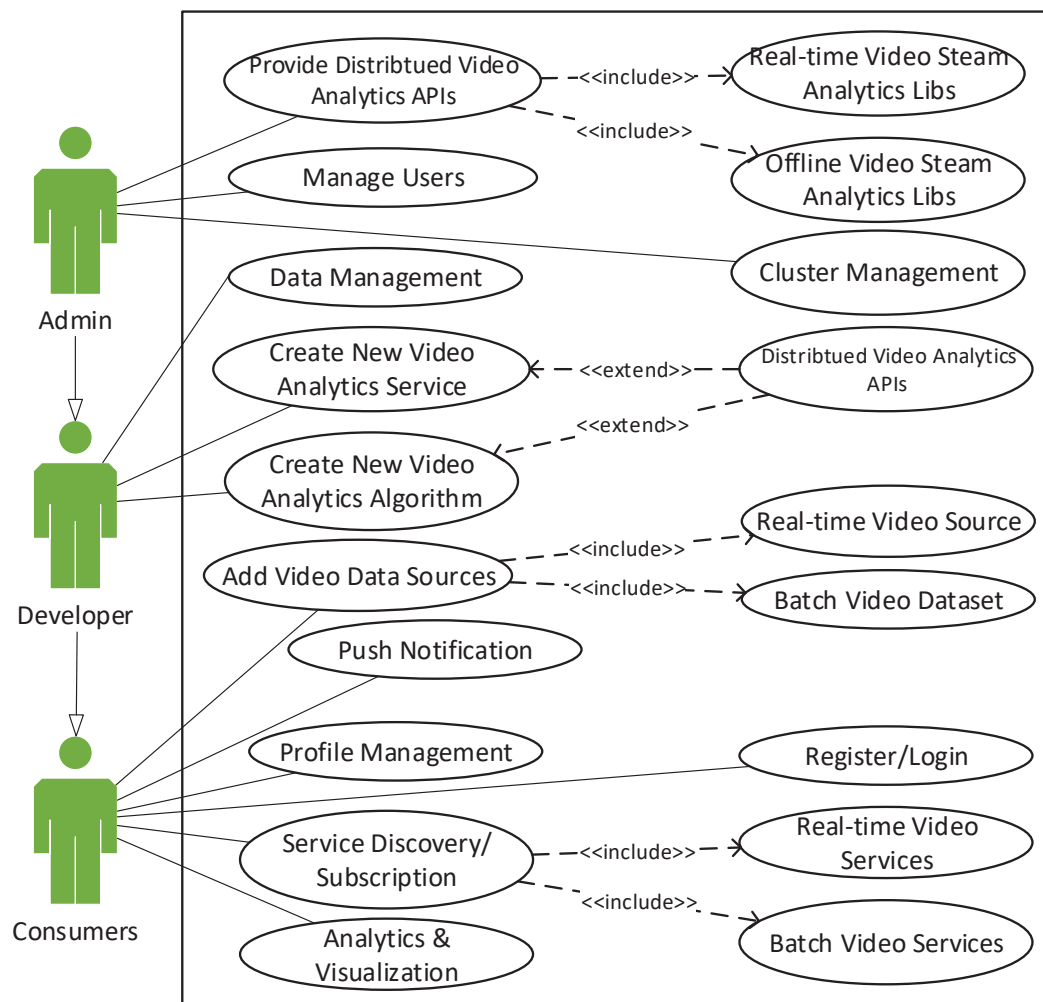 Provide Distribtued Video
Analytics APIs
<<include>>
Real-time Video Steam
Analytics Libs
<<include>>
Offline Video Steam
Analytics Libs
Manage Users
Cluster Management
Admin
Data Management
Create New Video
Analytics Service
<<extend>>
Distribtued Video Analytics
APIs
<<extend>>
Create New Video
Analytics Algorithm
Developer
Add Video Data Sources
<<include>>
Real-time Video Source
<<include>>
Batch Video Dataset
Push Notification
Profile Management
Register/Login
Service Discovery/
Subscription
<<include>>
Real-time Video
Services
<<include>>
Batch Video Services
Consumers
Analytics &
Visualization